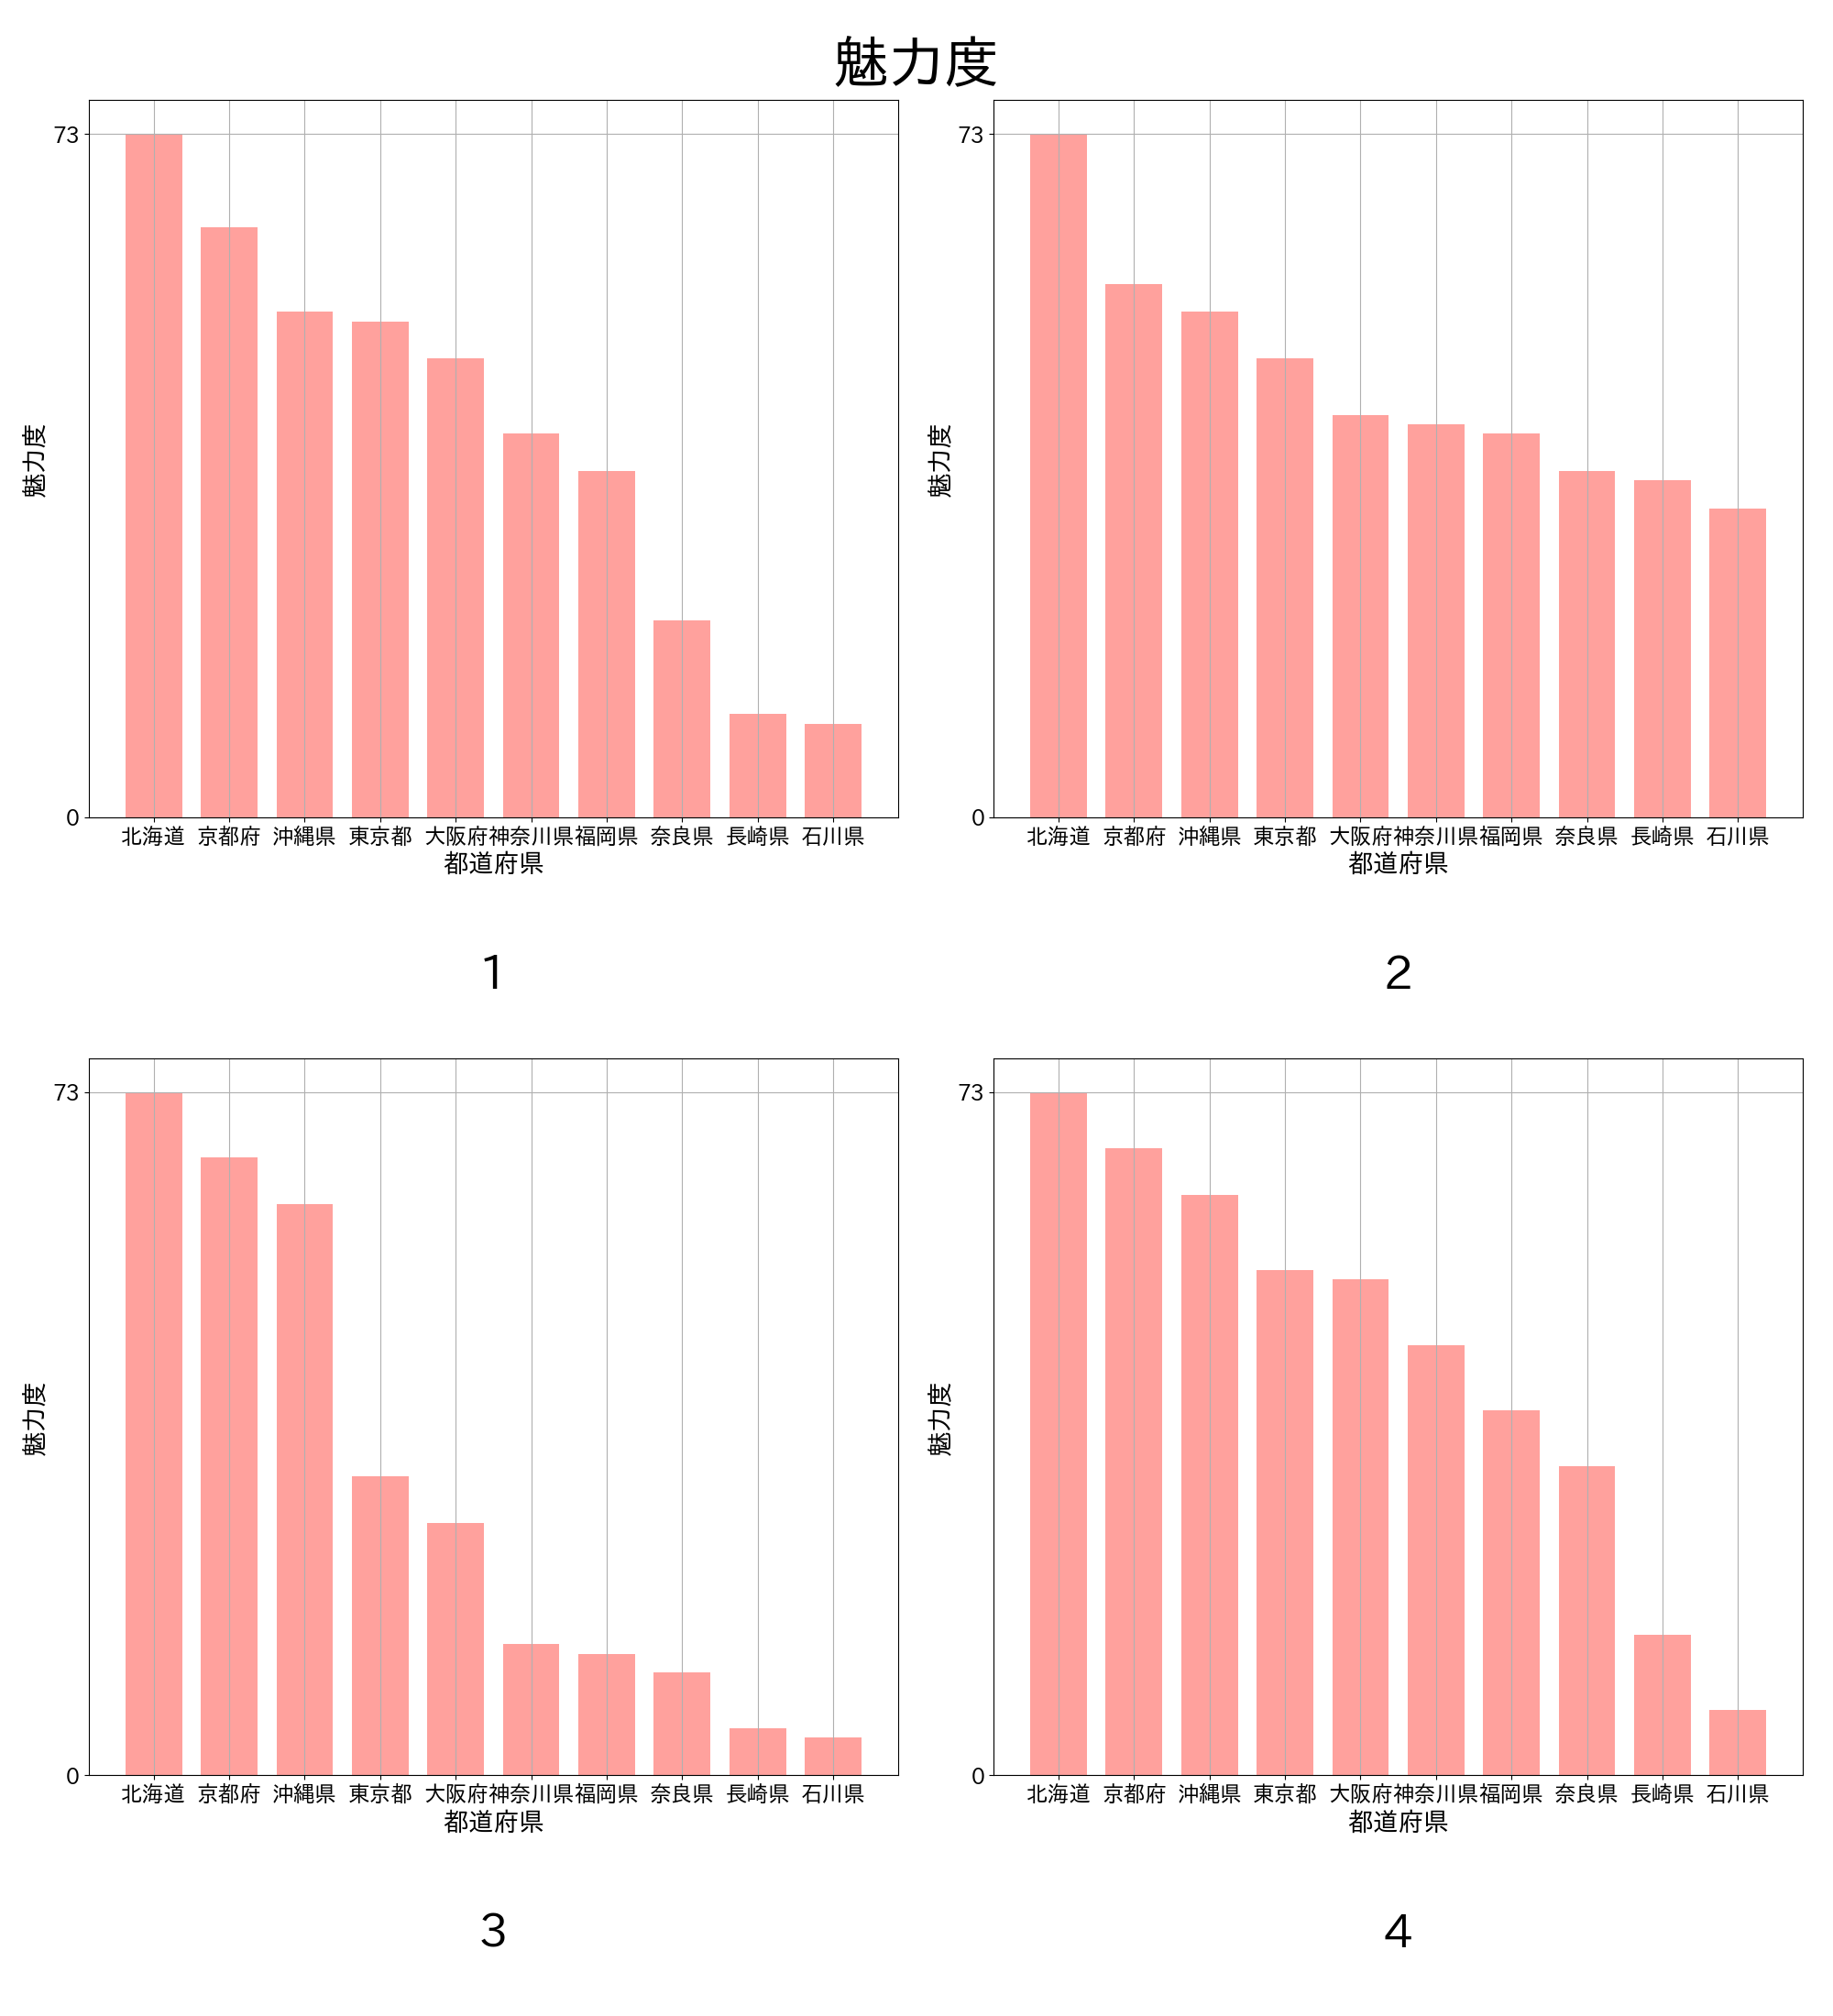 魅力度
73
魅力度
0
北海道 京都府 沖縄県 東京都 大阪府 神奈川県 福岡県 奈良県 長崎県 石川県
都道府県
1
73
魅力度
0
北海道 京都府 沖縄県 東京都 大阪府 神奈川県 福岡県 奈良県 長崎県 石川県
都道府県
2
73
魅力度
0
北海道 京都府 沖縄県 東京都 大阪府 神奈川県 福岡県 奈良県 長崎県 石川県
都道府県
3
73
魅力度
0
北海道 京都府 沖縄県 東京都 大阪府 神奈川県 福岡県 奈良県 長崎県 石川県
都道府県
4